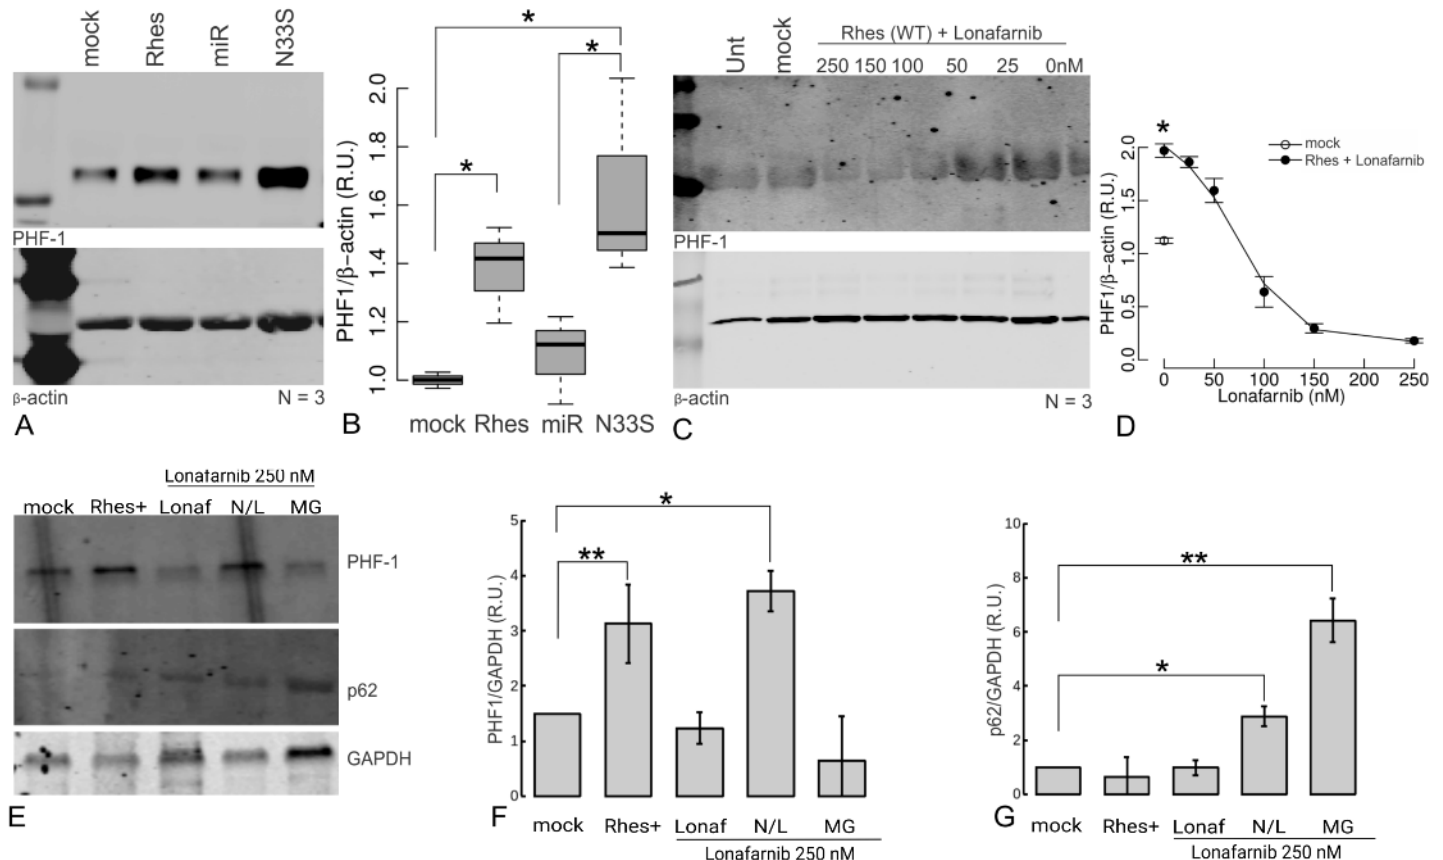 mock Rhes miR N33S
PHF-1
β-actin N = 3
A
*
*
*
PHF1/β-actin (R.U.)
2.0
1.8
1.6
1.4
1.2
1.0
mock Rhes miR N33S
B
Unt mock Rhes (WT) + Lonafarnib
250 150 100 50 25 0nM
PHF-1
β-actin N = 3
C
*
mock
Rhes + Lonafarnib
PHF1/β-actin (R.U.)
2.0
1.5
1.0
0.5
0.0
0 50 100 150 200 250
Lonafarnib (nM)
D
Lonafarnib 250 nM
mock Rhes+ Lonaf N/L MG
PHF-1
p62
GAPDH
E
*
**
PHF1/GAPDH (R.U.)
5
4
3
2
1
0
mock Rhes+ Lonaf N/L MG
Lonafarnib 250 nM
F
**
*
p62/GAPDH (R.U.)
10
8
6
4
2
0
mock Rhes+ Lonaf N/L MG
Lonafarnib 250 nM
G